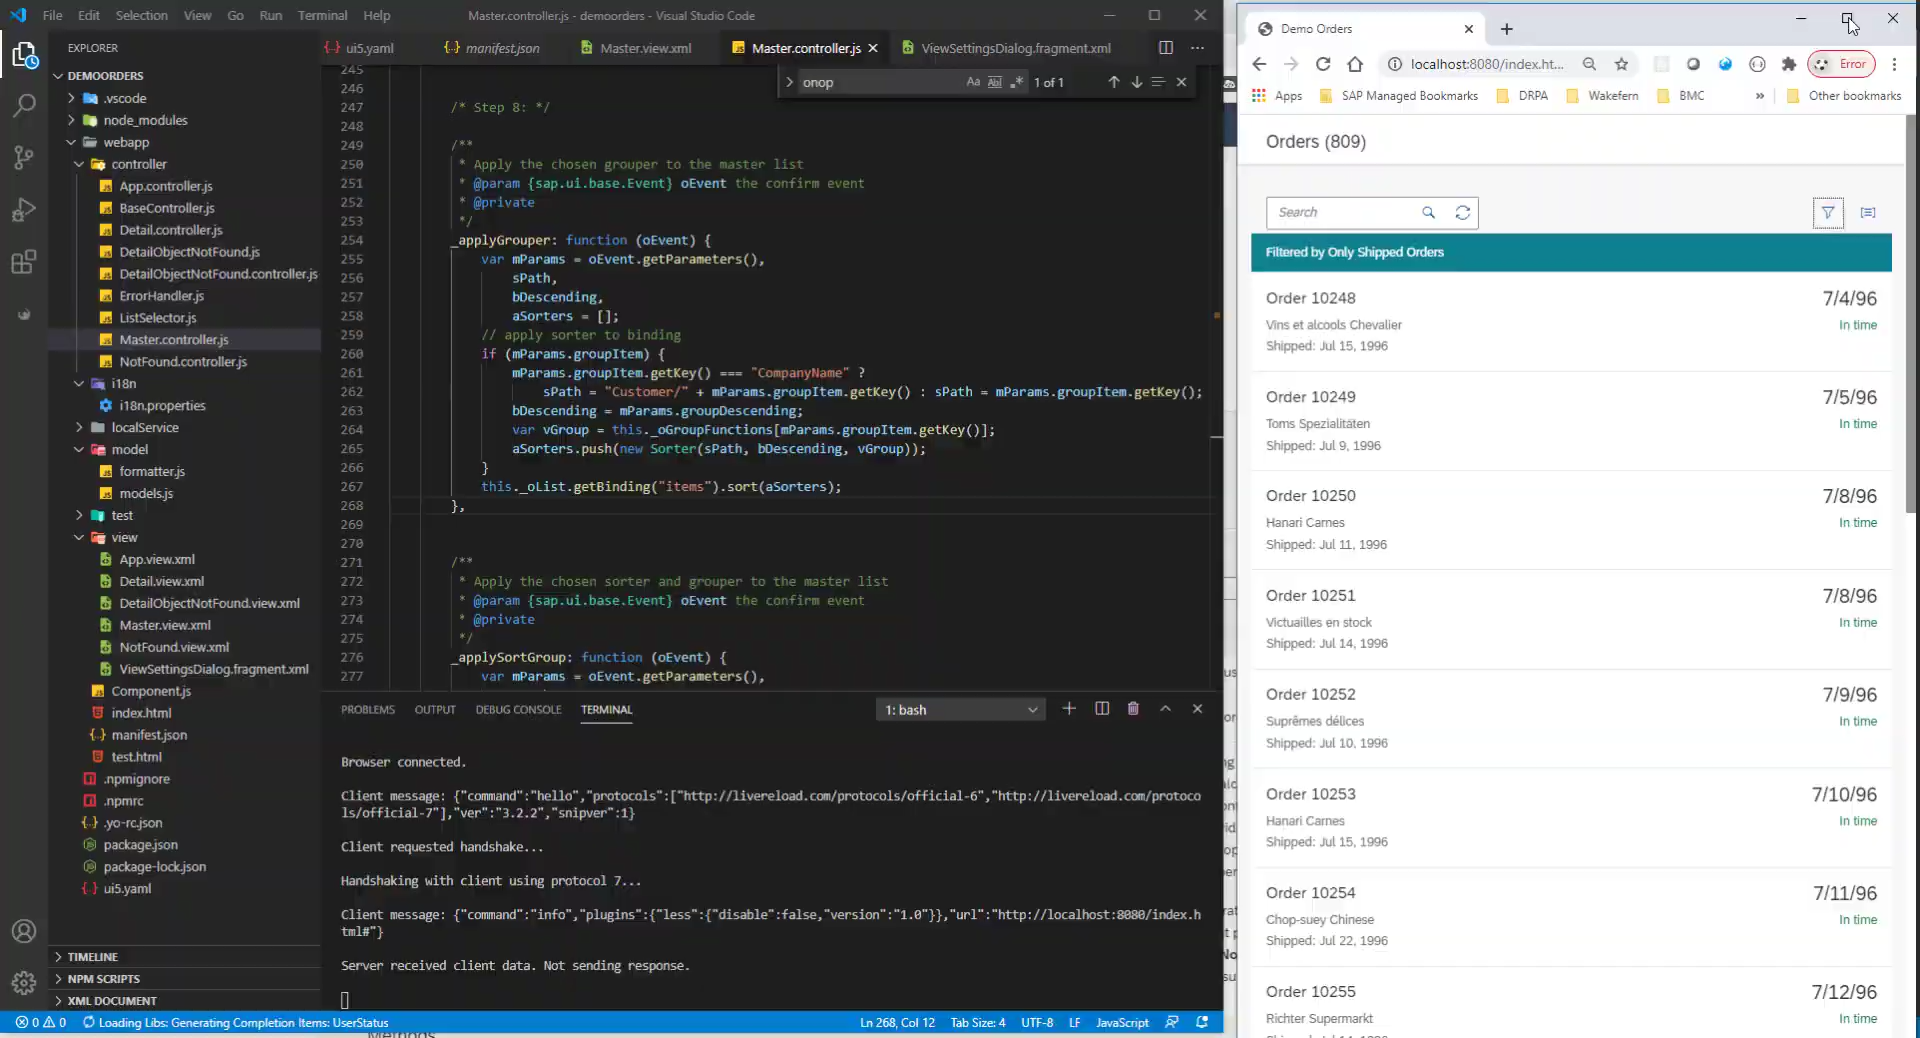 File Edit Selection View Go Run Terminal Help
Master.controller.js - demoorders - Visual Studio Code
EXPLORER
DEMOORDERS
.vscode
node_modules
webapp
controller
App.controller.js
BaseController.js
Detail.controller.js
DetailObjectNotFound.js
DetailObjectNotFound.controller.js
ErrorHandler.js
ListSelector.js
Master.controller.js
NotFound.controller.js
i18n
i18n.properties
localService
model
formatter.js
models.js
test
view
App.view.xml
Detail.view.xml
DetailObjectNotFound.view.xml
Master.view.xml
NotFound.view.xml
ViewSettingsDialog.fragment.xml
Component.js
index.html
manifest.json
test.html
.npmignore
.npmrc
.yo-rc.json
package.json
package-lock.json
ui5.yaml
TIMELINE
NPM SCRIPTS
XML DOCUMENT
ui5.yaml manifest.json Master.view.xml Master.controller.js ViewSettingsDialog.fragment.xml
onop Aa Abl .* 1 of 1
245
246
247 /* Step 8: */
248
249 /**
250 * Apply the chosen grouper to the master list
251 * @param {sap.ui.base.Event} oEvent the confirm event
252 * @private
253 */
254 _applyGrouper: function (oEvent) {
255 var mParams = oEvent.getParameters(),
256 sPath,
257 bDescending,
258 aSorters = [];
259 // apply sorter to binding
260 if (mParams.groupItem) {
261 mParams.groupItem.getKey() === "CompanyName" ?
262 sPath = "Customer/" + mParams.groupItem.getKey() : sPath = mParams.groupItem.getKey();
263 bDescending = mParams.groupDescending;
264 var vGroup = this._oGroupFunctions[mParams.groupItem.getKey()];
265 aSorters.push(new Sorter(sPath, bDescending, vGroup));
266 }
267 this._oList.getBinding("items").sort(aSorters);
268 },
269
270
271 /**
272 * Apply the chosen sorter and grouper to the master list
273 * @param {sap.ui.base.Event} oEvent the confirm event
274 * @private
275 */
276 _applySortGroup: function (oEvent) {
277 var mParams = oEvent.getParameters(),
PROBLEMS OUTPUT DEBUG CONSOLE TERMINAL 1: bash
Browser connected.
Client message: {"command":"hello","protocols":["http://livereload.com/protocols/official-6","http://livereload.com/protoco
ls/official-7"],"ver":"3.2.2","snipver":1}
Client requested handshake...
Handshaking with client using protocol 7...
Client message: {"command":"info","plugins":{"less":{"disable":false,"version":"1.0"}},"url":"http://localhost:8080/index.h
tml#"}
Server received client data. Not sending response.
0 0 Loading Libs: Generating Completion Items: UserStatus Ln 268, Col 12 Tab Size: 4 UTF-8 LF JavaScript
Demo Orders
localhost:8080/index.ht... Error
Apps SAP Managed Bookmarks DRPA Wakefern BMC » Other bookmarks
Orders (809)
Search
Filtered by Only Shipped Orders
Order 10248 7/4/96
Vins et alcools Chevalier In time
Shipped: Jul 15, 1996
Order 10249 7/5/96
Toms Spezialitäten In time
Shipped: Jul 9, 1996
Order 10250 7/8/96
Hanari Carnes In time
Shipped: Jul 11, 1996
Order 10251 7/8/96
Victuailles en stock In time
Shipped: Jul 14, 1996
Order 10252 7/9/96
Suprêmes délices In time
Shipped: Jul 10, 1996
Order 10253 7/10/96
Hanari Carnes In time
Shipped: Jul 15, 1996
Order 10254 7/11/96
Chop-suey Chinese In time
Shipped: Jul 22, 1996
Order 10255 7/12/96
Richter Supermarkt In time